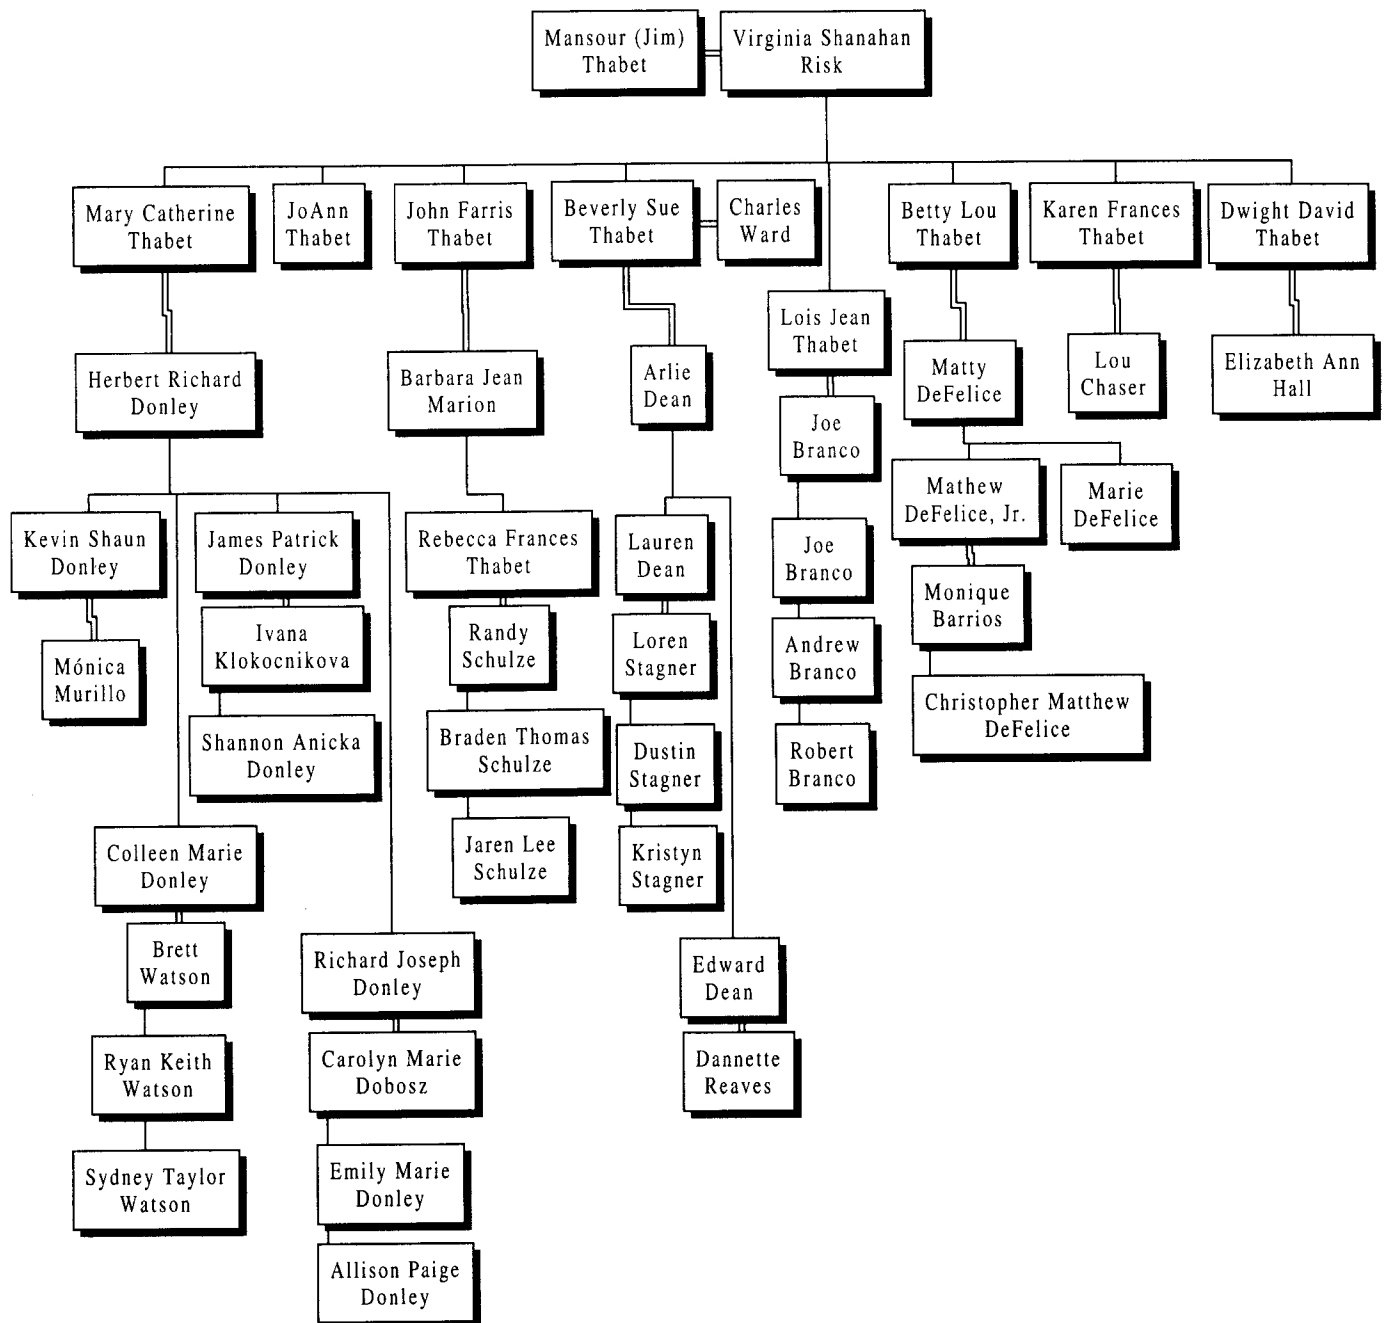 Mansour (Jim)
Thabet
Virginia Shanahan
Risk
Mary Catherine
Thabet
JoAnn
Thabet
John Farris
Thabet
Beverly Sue
Thabet
Charles
Ward
Betty Lou
Thabet
Karen Frances
Thabet
Dwight David
Thabet
Lois Jean
Thabet
Herbert Richard
Donley
Barbara Jean
Marion
Arlie
Dean
Matty
DeFelice
Lou
Chaser
Elizabeth Ann
Hall
Joe
Branco
Kevin Shaun
Donley
James Patrick
Donley
Rebecca Frances
Thabet
Lauren
Dean
Joe
Branco
Mathew
DeFelice, Jr.
Marie
DeFelice
Mónica
Murillo
Ivana
Klokocnikova
Randy
Schulze
Loren
Stagner
Andrew
Branco
Monique
Barrios
Shannon Anicka
Donley
Braden Thomas
Schulze
Dustin
Stagner
Robert
Branco
Christopher Matthew
DeFelice
Colleen Marie
Donley
Jaren Lee
Schulze
Kristyn
Stagner
Brett
Watson
Richard Joseph
Donley
Edward
Dean
Ryan Keith
Watson
Carolyn Marie
Dobosz
Dannette
Reaves
Sydney Taylor
Watson
Emily Marie
Donley
Allison Paige
Donley